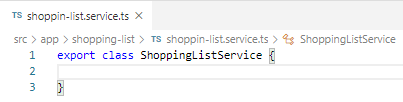 TS shoppin-list.service.ts ×
src > app > shopping-list > TS shoppin-list.service.ts > ShoppingListService
1 export class ShoppingListService {
2
3 }